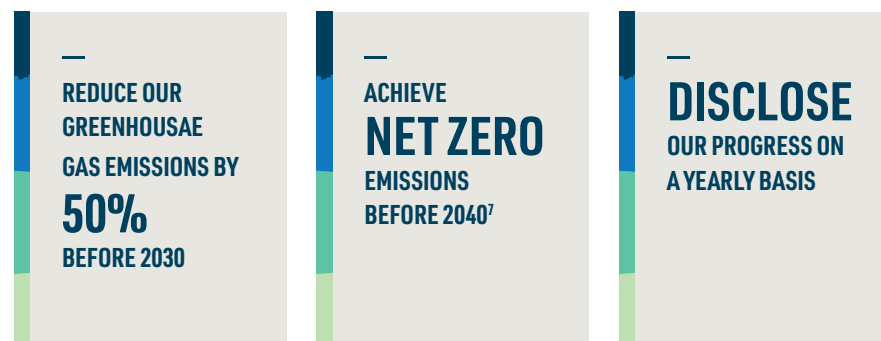 REDUCE OUR
GREENHOUSAE
GAS EMISSIONS BY
50%
BEFORE 2030
ACHIEVE
NET ZERO
EMISSIONS
BEFORE 2040⁷
DISCLOSE
OUR PROGRESS ON
A YEARLY BASIS